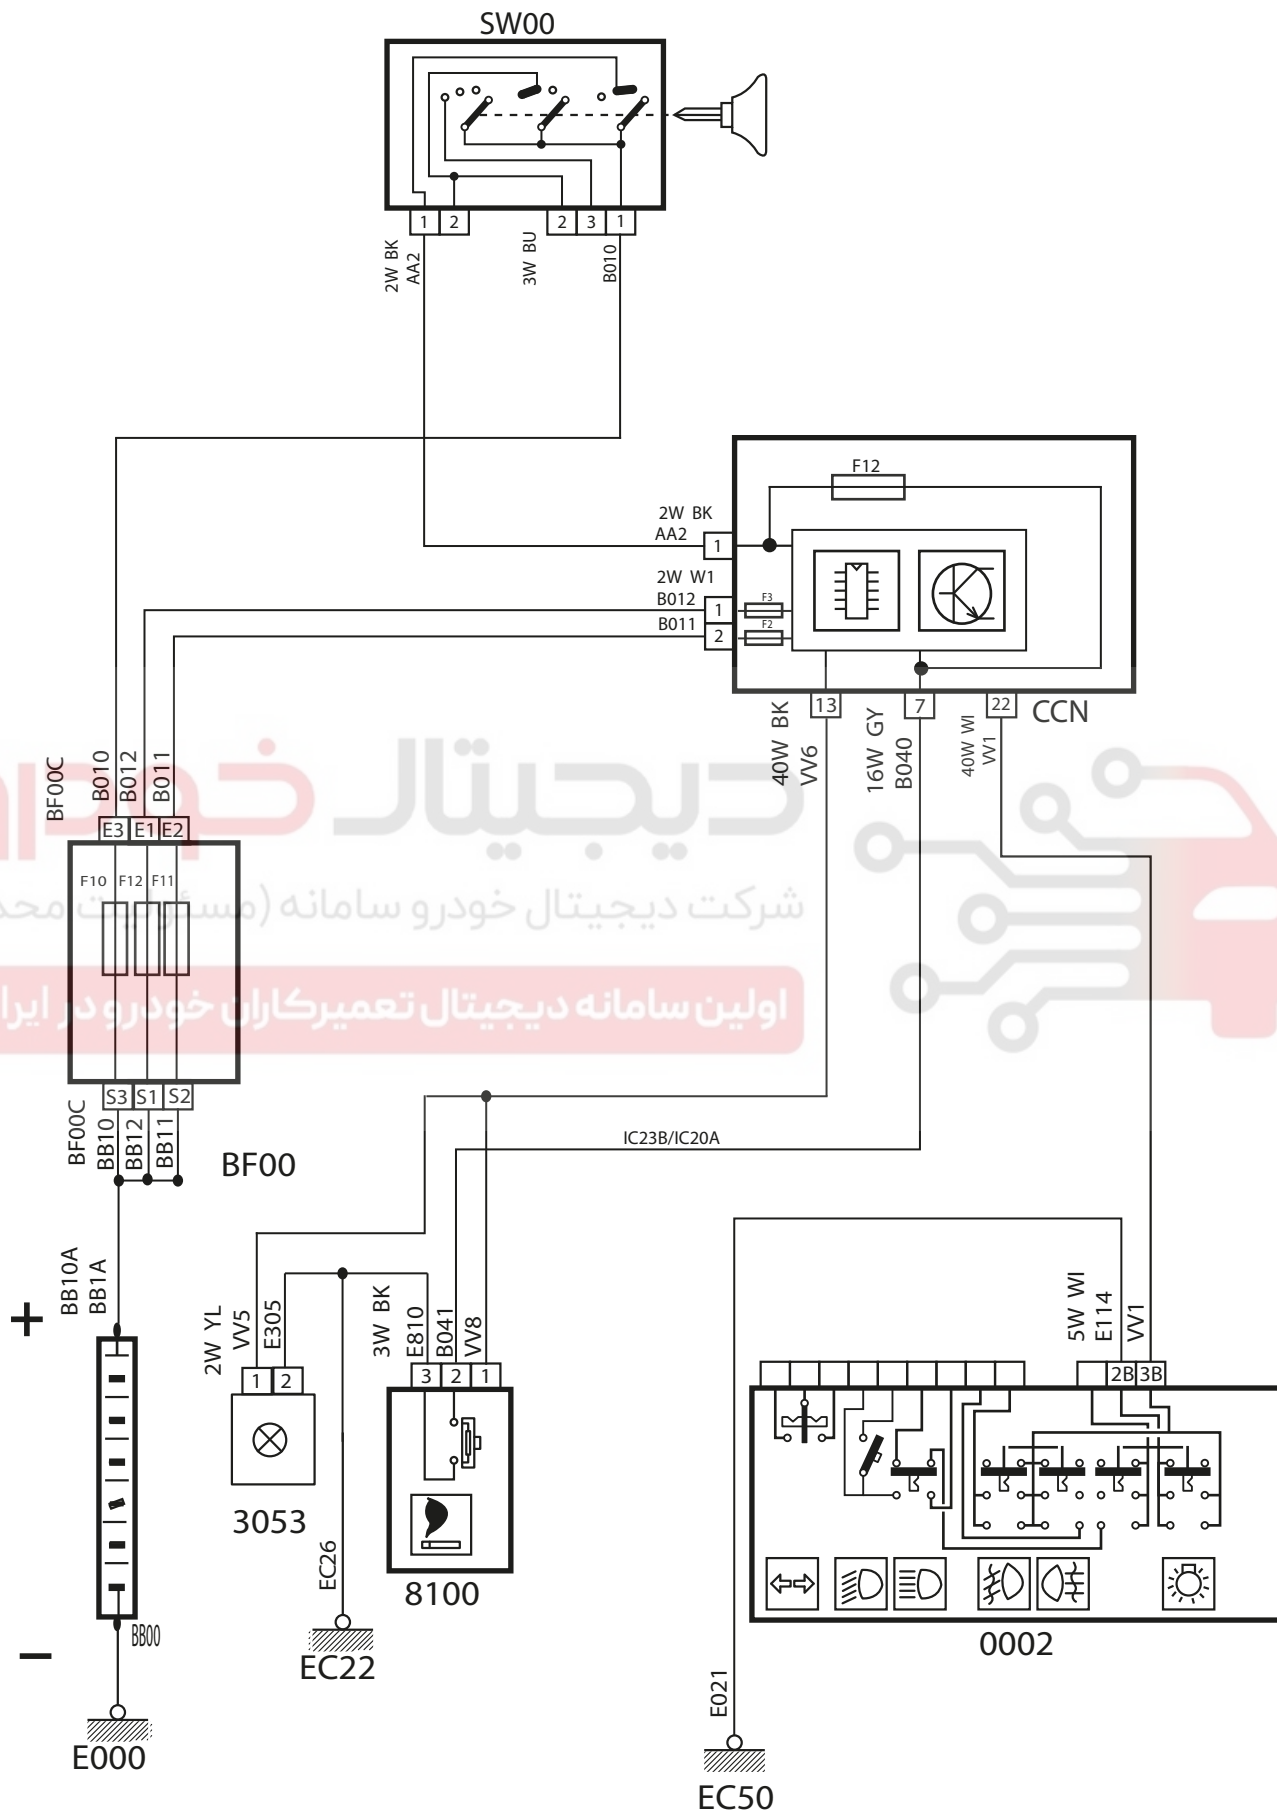 SW00
1 2 2 3 1
2W BK
AA2
3W BU
B010
F12
2W BK
AA2
1
2W W1
B012
1
F3
B011
2
F2
13 7 22
CCN
40W BK
VV6
16W GY
B040
40W WI
VV1
BF00C
B010
B012
B011
E3 E1 E2
F10 F12 F11
دیجیتال خودرو
شرکت دیجیتال خودرو سامانه (مسئولیت
اولین سامانه دیجیتال تعمیرکاران خودرو در
S3 S1 S2
BF00C
BB10
BB12
BB11
BF00
IC23B/IC20A
BB10A
BB1A
+
2W YL
VV5
E305
1 2
3053
3W BK
E810
B041
VV8
3 2 1
8100
5W WI
E114
VV1
2B 3B
0002
EC26
EC22
BB00
−
E000
E021
EC50